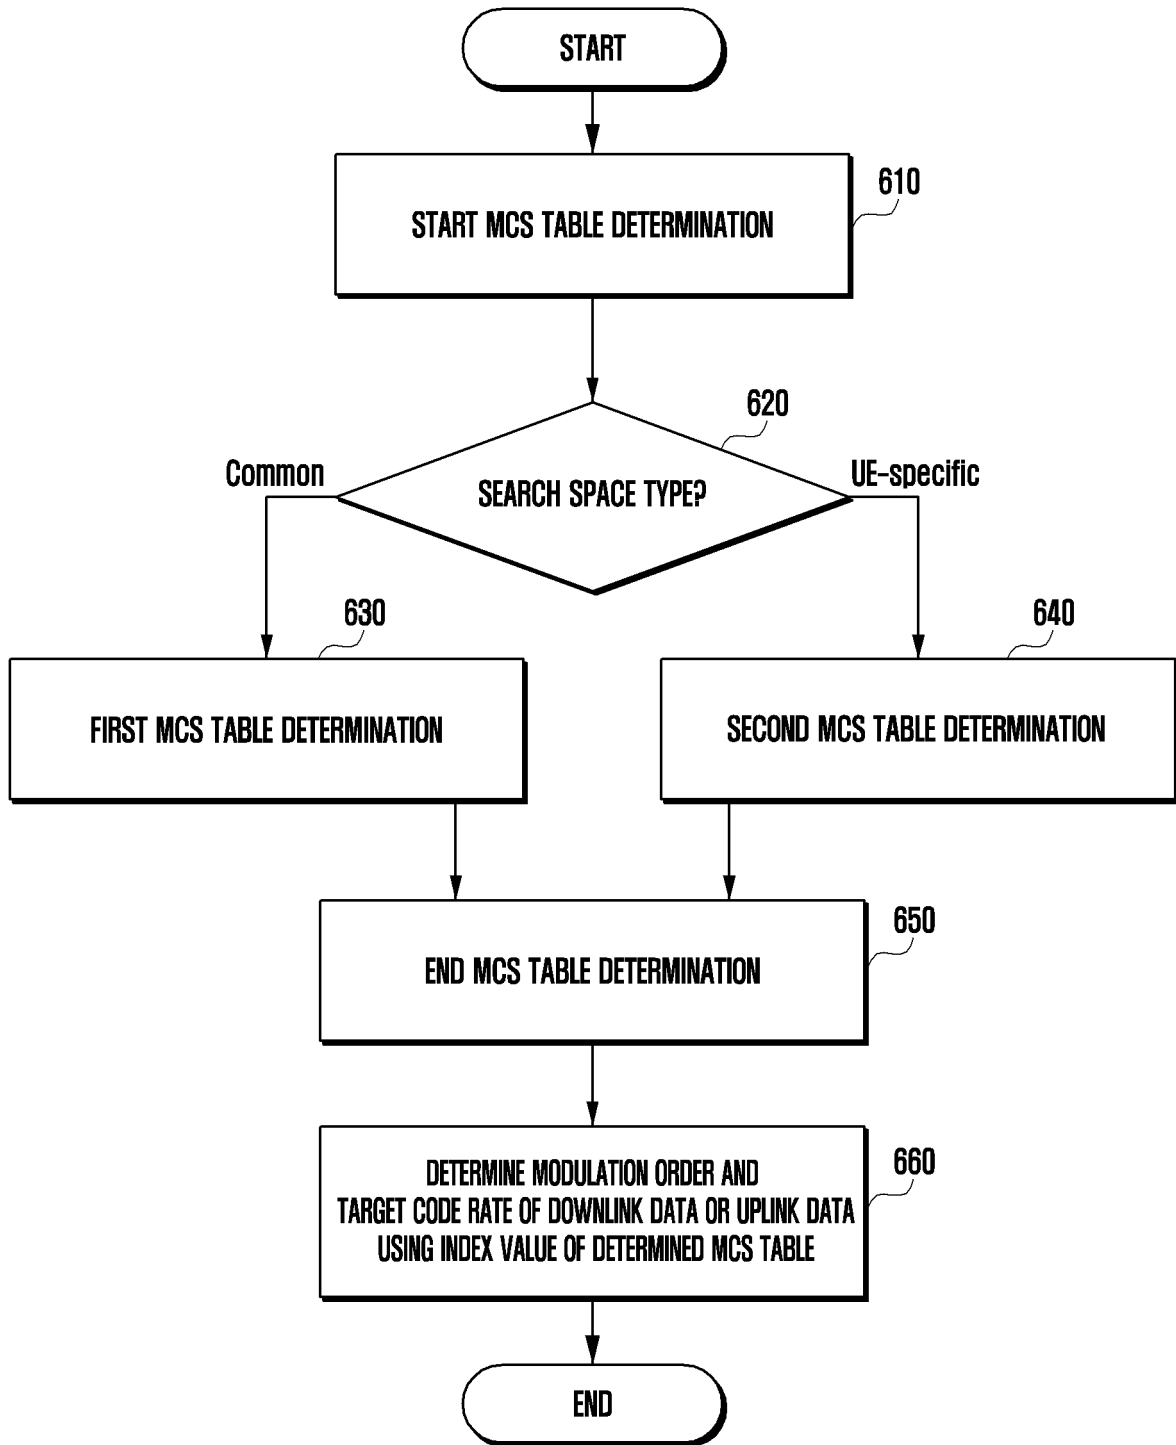 START
610
START MCS TABLE DETERMINATION
620
Common
UE-specific
SEARCH SPACE TYPE?
630
640
FIRST MCS TABLE DETERMINATION
SECOND MCS TABLE DETERMINATION
650
END MCS TABLE DETERMINATION
660
DETERMINE MODULATION ORDER AND
TARGET CODE RATE OF DOWNLINK DATA OR UPLINK DATA
USING INDEX VALUE OF DETERMINED MCS TABLE
END